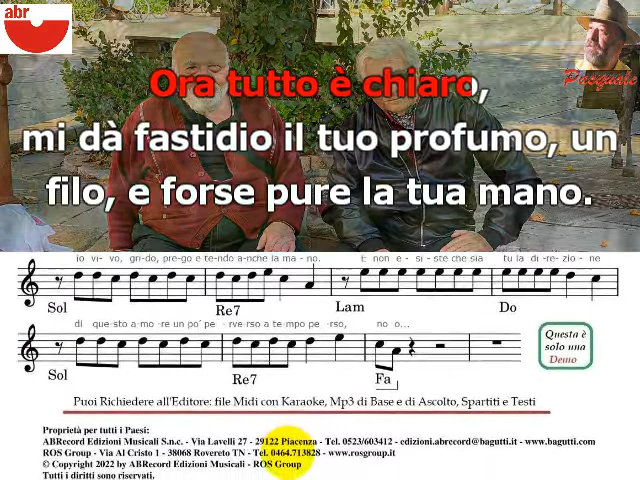 abr
Pasquale
Ora tutto è chiaro,
mi dà fastidio il tuo profumo, un
filo, e forse pure la tua mano.
io vi- vo, gri-do, pre-go e te-ndo a-nche la ma - no. E non e - si - ste che sia tu la di -re- zio - ne
Sol Re7 Lam Do
di que-sto a-mo-re un po' pe - rve rso a te-mpo pe -rso, no o...
Sol Re7 Fa
Questa è
solo una
Demo
Puoi Richiedere all'Editore: file Midi con Karaoke, Mp3 di Base e di Ascolto, Spartiti e Testi
Proprietà per tutti i Paesi:
ABRecord Edizioni Musicali S.n.c. - Via Lavelli 27 - 29122 Piacenza - Tel. 0523/603412 - edizioni.abrecord@bagutti.it - www.bagutti.com
ROS Group - Via Al Cristo 1 - 38068 Rovereto TN - Tel. 0464.713828 - www.rosgroup.it
© Copyright 2022 by ABRecord Edizioni Musicali - ROS Group
Tutti i diritti sono riservati.